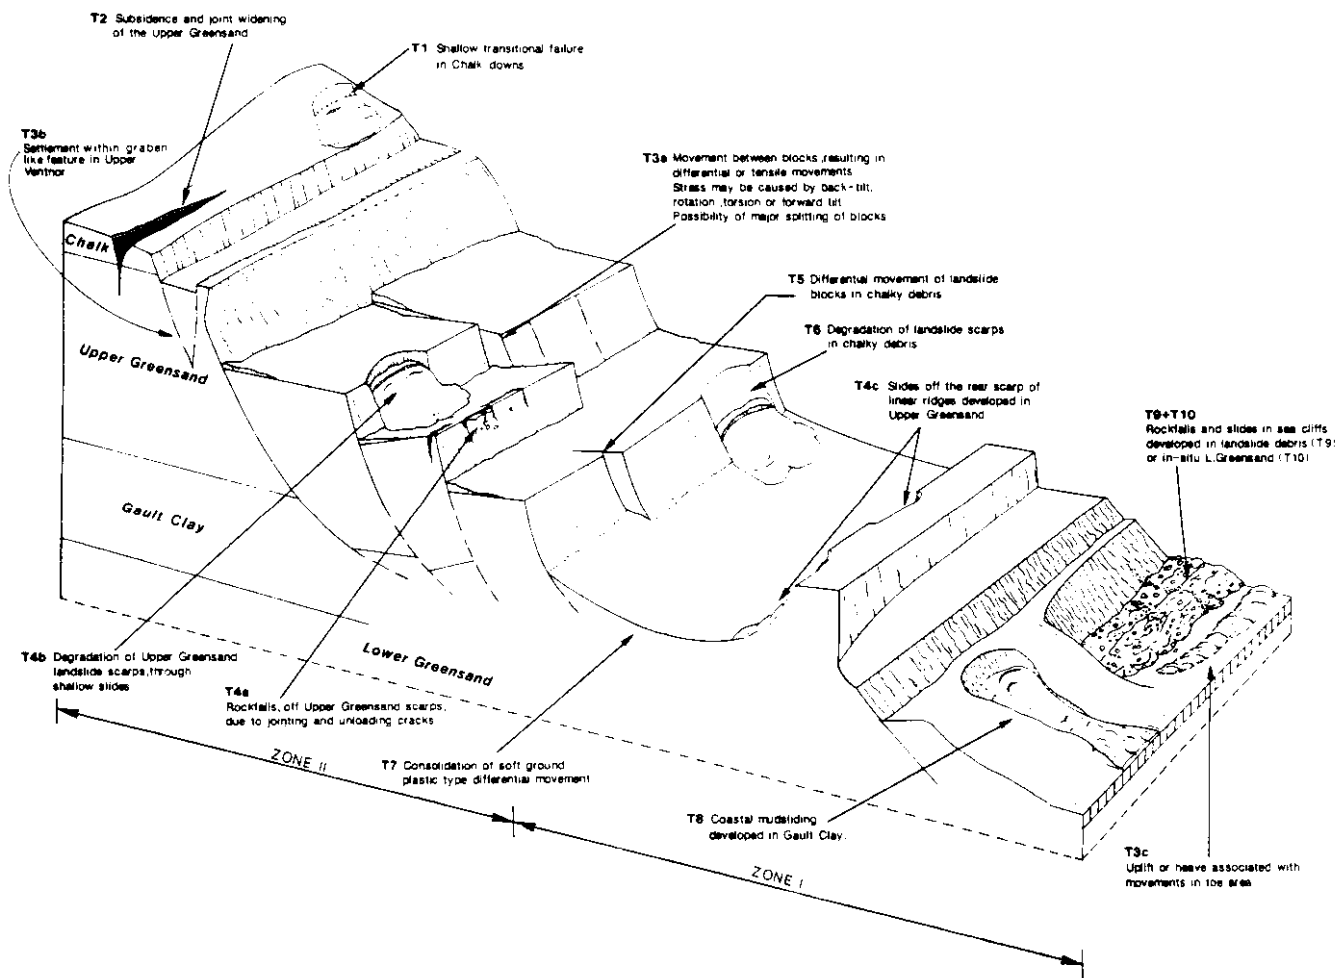 T2 Subsidence and joint widening
of the Upper Greensand
T1 Shallow transitional failure
in Chalk downs
T3b
Settlement within graben
like feature in Upper
Ventnor
T3a Movement between blocks, resulting in
differential or tensile movements
Stress may be caused by back-tilt,
rotation, torsion or forward tilt
Possibility of major splitting of blocks
Chalk
T5 Differential movement of landslide
blocks in chalky debris
T6 Degradation of landslide scarps
in chalky debris
Upper Greensand
T4c Slides off the rear scarp of
linear ridges developed in
Upper Greensand
T9+T10
Rockfalls and slides in sea cliffs
developed in landslide debris (T9)
or in-situ L.Greensand (T10)
Gault Clay
Lower Greensand
T4b Degradation of Upper Greensand
landslide scarps, through
shallow slides
T4a
Rockfalls, off Upper Greensand scarps,
due to jointing and unloading cracks
ZONE II
T7 Consolidation of soft ground
plastic type differential movement
T8 Coastal mudsliding
developed in Gault Clay.
T3c
Uplift or heave associated with
movements in toe area
ZONE I